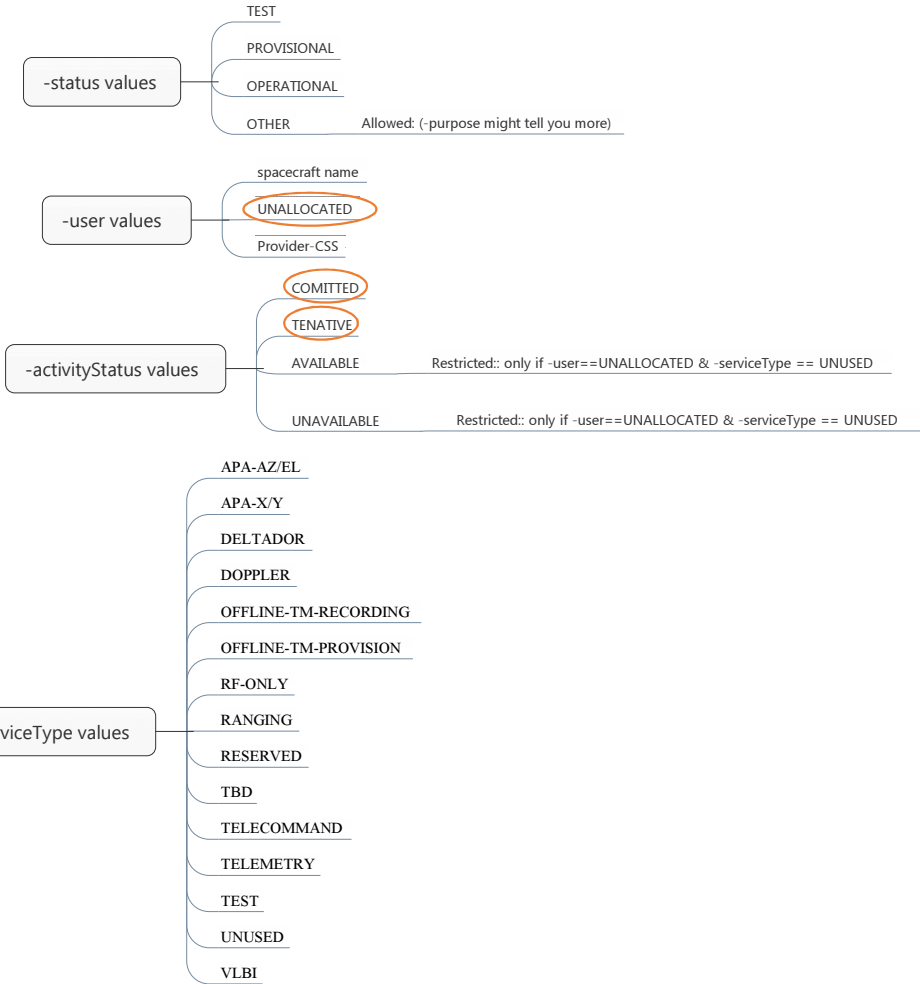 TEST
PROVISIONAL
-status values
OPERATIONAL
OTHER Allowed: (-purpose might tell you more)
spacecraft name
UNALLOCATED
-user values
Provider-CSS
COMITTED
TENATIVE
-activityStatus values
AVAILABLE Restricted:: only if -user==UNALLOCATED & -serviceType == UNUSED
UNAVAILABLE Restricted:: only if -user==UNALLOCATED & -serviceType == UNUSED
APA-AZ/EL
APA-X/Y
DELTADOR
DOPPLER
OFFLINE-TM-RECORDING
OFFLINE-TM-PROVISION
RF-ONLY
RANGING
viceType values
RESERVED
TBD
TELECOMMAND
TELEMETRY
TEST
UNUSED
VLBI